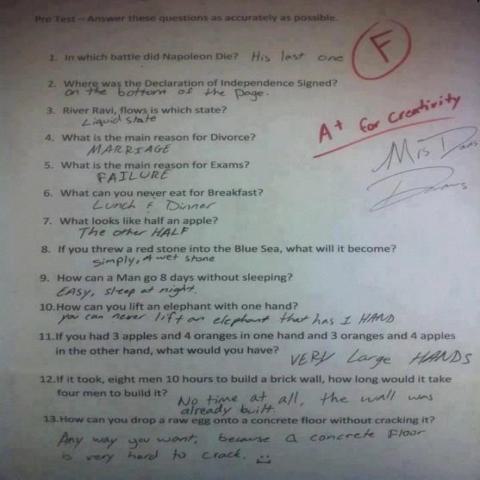 Pre Test – Answer these questions as accurately as possible.
F
1. In which battle did Napoleon Die? His last one
2. Where was the Declaration of Independence Signed?
on the bottom of the page.
3. River Ravi, flows is which state?
Liquid state
A+ for Creativity
4. What is the main reason for Divorce?
MARRIAGE
Mrs
5. What is the main reason for Exams?
FAILURE
6. What can you never eat for Breakfast?
Lunch & Dinner
7. What looks like half an apple?
The other HALF
8. If you threw a red stone into the Blue Sea, what will it become?
simply, A wet stone
9. How can a Man go 8 days without sleeping?
EASy, sleep at night.
10.How can you lift an elephant with one hand?
you can never lift an elephant that has 1 HAND
11.If you had 3 apples and 4 oranges in one hand and 3 oranges and 4 apples
in the other hand, what would you have? VERY Large HANDS
12.If it took, eight men 10 hours to build a brick wall, how long would it take
four men to build it? No time at all, the wall was
already built.
13.How can you drop a raw egg onto a concrete floor without cracking it?
Any way you want, because a concrete floor
is very hard to crack.